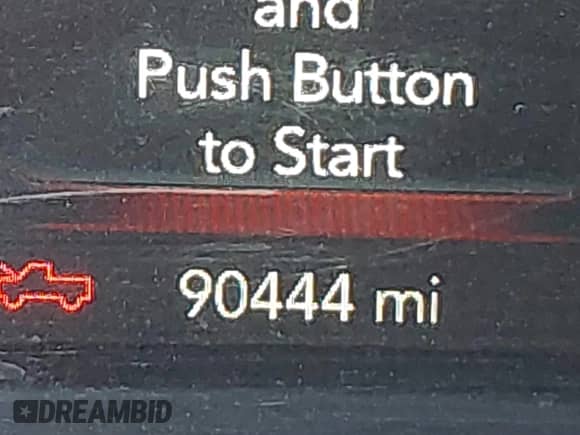 and
Push Button
to Start
90444 mi
DREAMBID